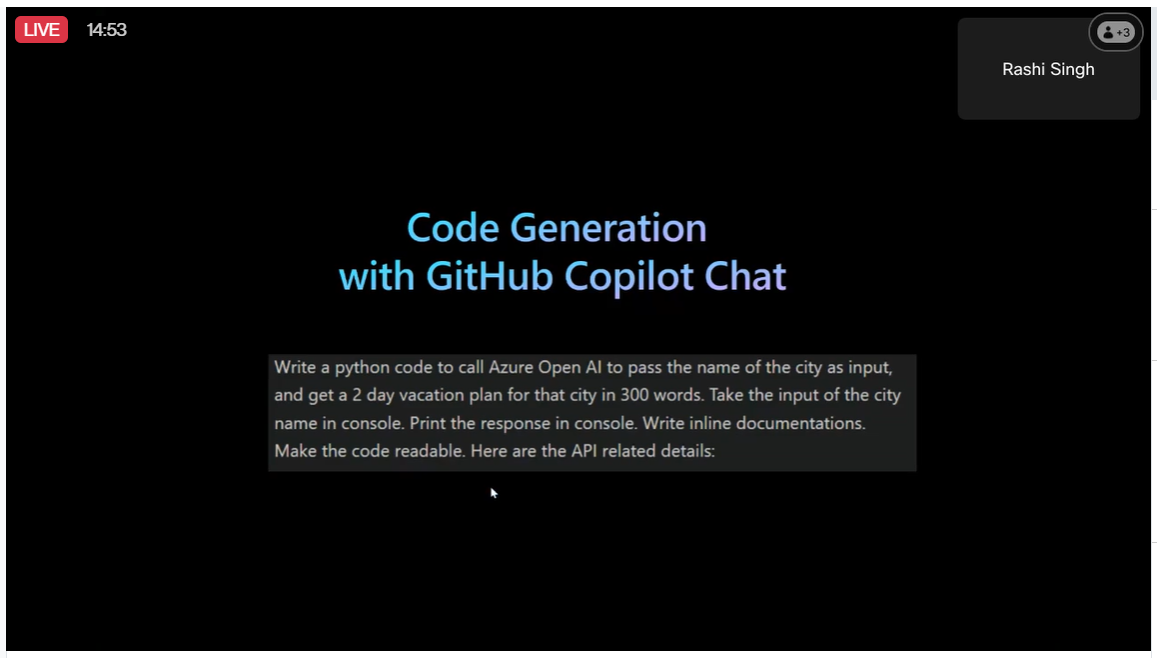 LIVE 14:53
+3
Rashi Singh
Code Generation
with GitHub Copilot Chat
Write a python code to call Azure Open AI to pass the name of the city as input,
and get a 2 day vacation plan for that city in 300 words. Take the input of the city
name in console. Print the response in console. Write inline documentations.
Make the code readable. Here are the API related details: